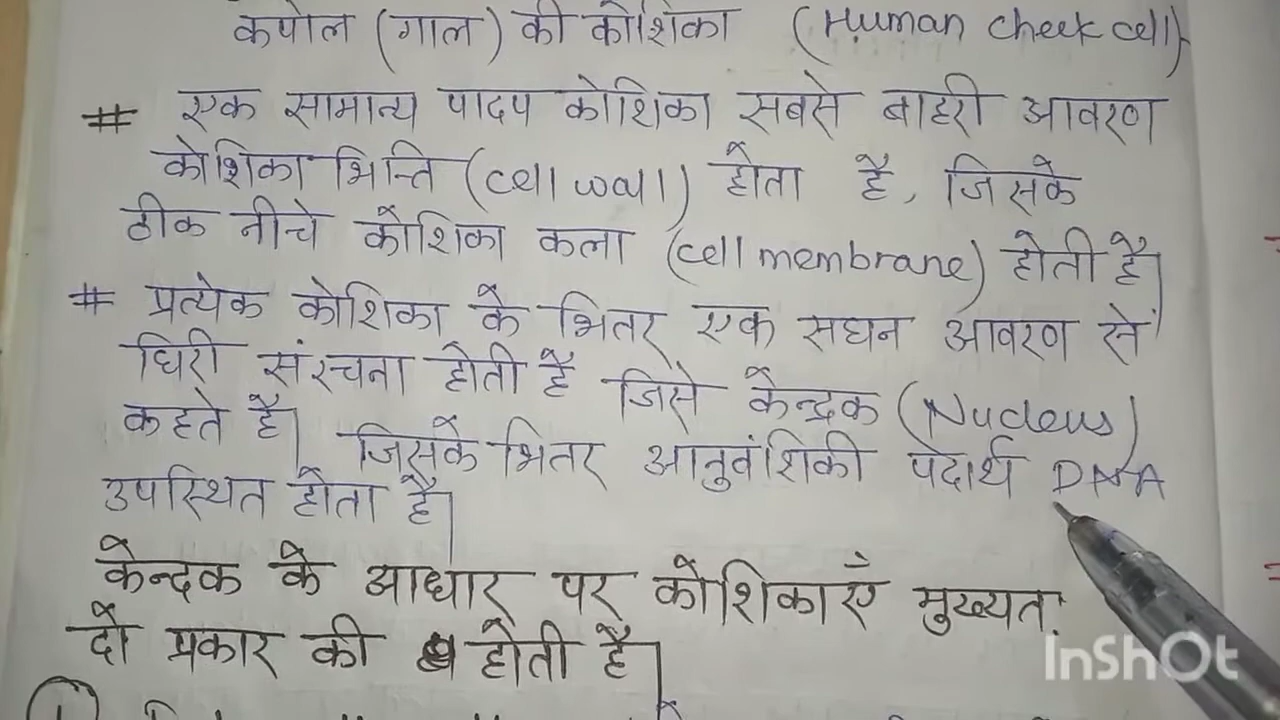 कपोल (गाल) की कोशिका (Human cheek cell)
# एक सामान्य पादप कोशिका सबसे बाहरी आवरण
कोशिका भित्ति (cell wall) होता है, जिसके
ठीक नीचे कोशिका कला (cell membrane) होती है।
# प्रत्येक कोशिका के भितर एक सघन आवरण से
घिरी संरचना होती है जिसे केन्द्रक (Nucleus)
कहते है। जिसके भितर आनुवंशिकी पदार्थ DNA
उपस्थित होता है।
केन्द्रक के आधार पर कोशिकाएँ मुख्यत:
दो प्रकार की होती है।
InShOt